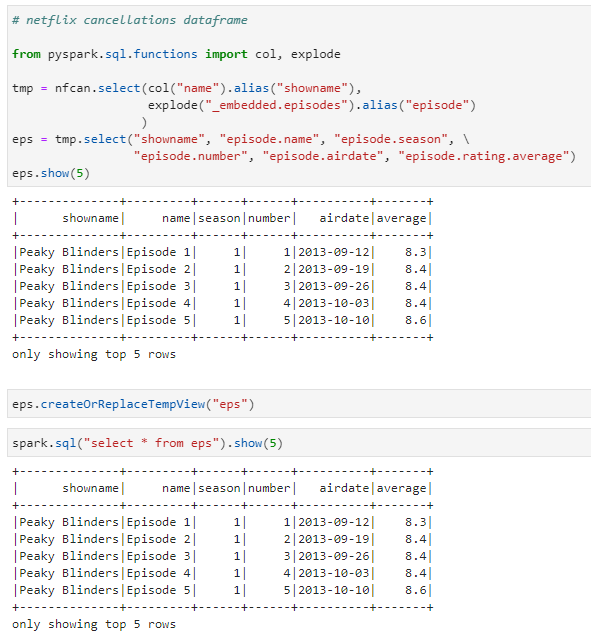 # netflix cancellations dataframe
from pyspark.sql.functions import col, explode
tmp = nfcan.select(col("name").alias("showname"),
                   explode("_embedded.episodes").alias("episode")
                  )
eps = tmp.select("showname", "episode.name", "episode.season", \
                 "episode.number", "episode.airdate", "episode.rating.average")
eps.show(5)
+--------------+---------+------+------+----------+-------+
|      showname|     name|season|number|   airdate|average|
+--------------+---------+------+------+----------+-------+
|Peaky Blinders|Episode 1|     1|     1|2013-09-12|    8.3|
|Peaky Blinders|Episode 2|     1|     2|2013-09-19|    8.4|
|Peaky Blinders|Episode 3|     1|     3|2013-09-26|    8.4|
|Peaky Blinders|Episode 4|     1|     4|2013-10-03|    8.4|
|Peaky Blinders|Episode 5|     1|     5|2013-10-10|    8.6|
+--------------+---------+------+------+----------+-------+
only showing top 5 rows
eps.createOrReplaceTempView("eps")
spark.sql("select * from eps").show(5)
+--------------+---------+------+------+----------+-------+
|      showname|     name|season|number|   airdate|average|
+--------------+---------+------+------+----------+-------+
|Peaky Blinders|Episode 1|     1|     1|2013-09-12|    8.3|
|Peaky Blinders|Episode 2|     1|     2|2013-09-19|    8.4|
|Peaky Blinders|Episode 3|     1|     3|2013-09-26|    8.4|
|Peaky Blinders|Episode 4|     1|     4|2013-10-03|    8.4|
|Peaky Blinders|Episode 5|     1|     5|2013-10-10|    8.6|
+--------------+---------+------+------+----------+-------+
only showing top 5 rows